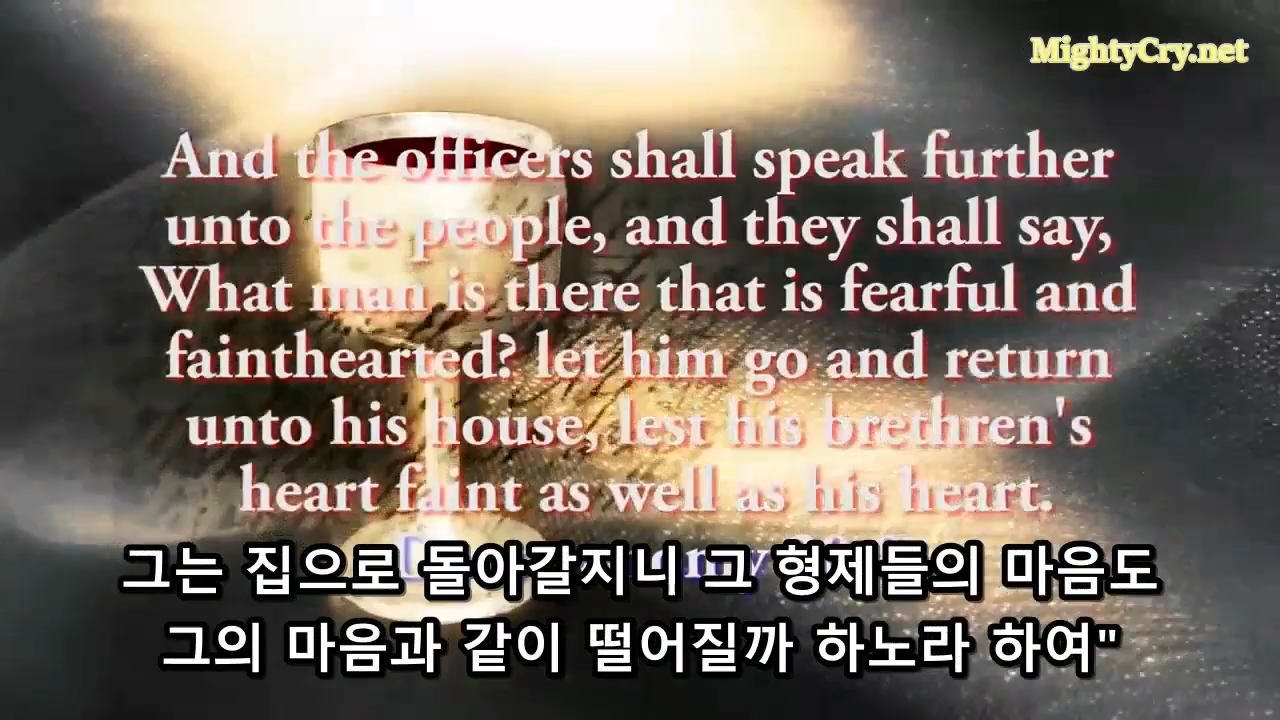 MightyCry.net
And the officers shall speak further
unto the people, and they shall say,
What man is there that is fearful and
fainthearted? let him go and return
unto his house, lest his brethren's
heart faint as well as his heart.
그는 집으로 돌아갈지니 그 형제들의 마음도
그의 마음과 같이 떨어질까 하노라 하여"